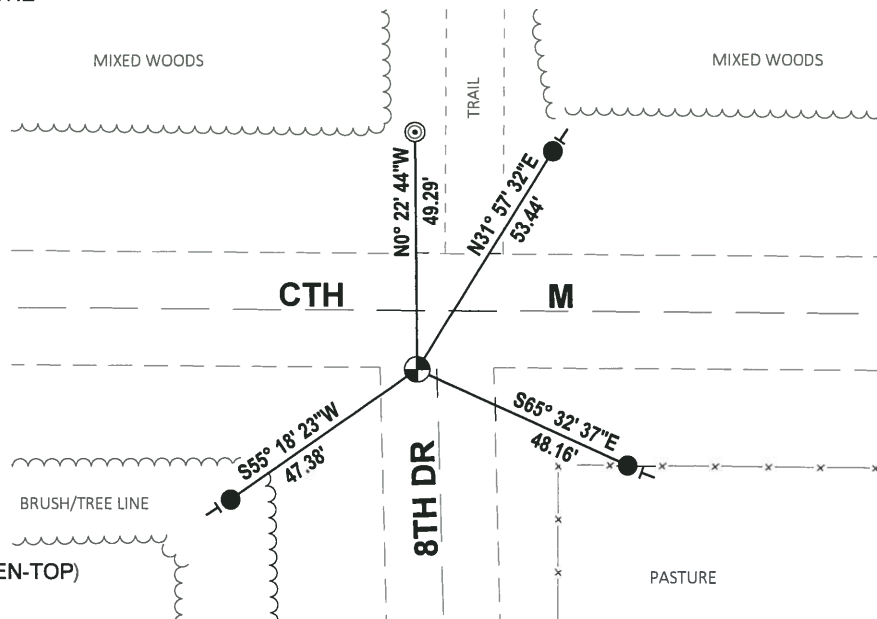 MIXED WOODS
MIXED WOODS
TRAIL
N0° 22' 44"W
49.29'
N31° 57' 32"E
53.44'
CTH M
S55° 18' 23"W
47.38'
S65° 32' 37"E
48.16'
8TH DR
BRUSH/TREE LINE
EN-TOP)
PASTURE